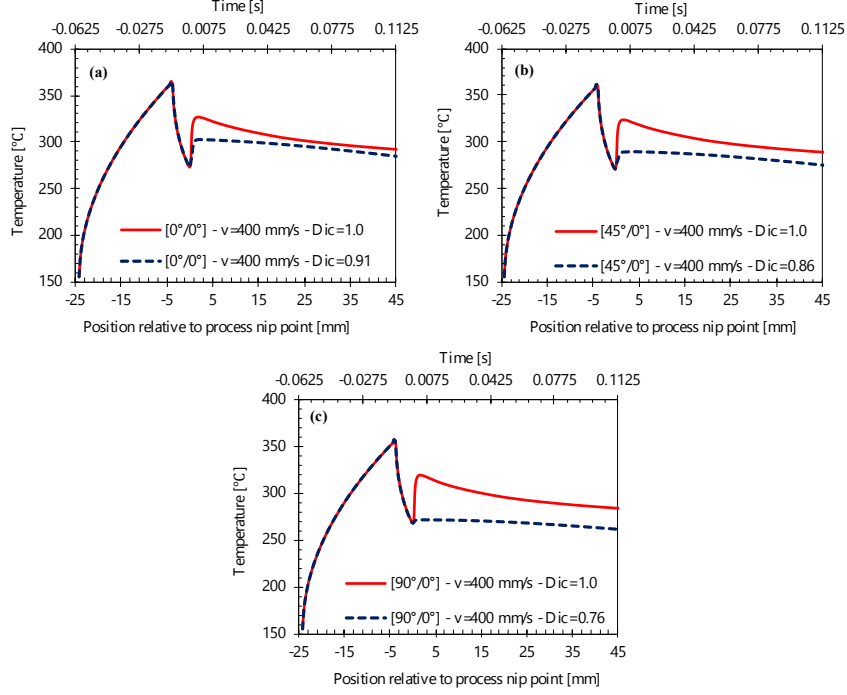 Time [s]
-0.0625 -0.0275 0.0075 0.0425 0.0775 0.1125
400
350
300
250
200
150
Temperature [°C]
(a)
[0°/0°] - v=400 mm/s - Dic=1.0
[0°/0°] - v=400 mm/s - Dic=0.91
-25 -15 -5 5 15 25 35 45
Position relative to process nip point [mm]
Time [s]
-0.0625 -0.0275 0.0075 0.0425 0.0775 0.1125
400
350
300
250
200
150
Temperature [°C]
(b)
[45°/0°] - v=400 mm/s - Dic=1.0
[45°/0°] - v=400 mm/s - Dic=0.86
-25 -15 -5 5 15 25 35 45
Position relative to process nip point [mm]
Time [s]
-0.0625 -0.0275 0.0075 0.0425 0.0775 0.1125
400
350
300
250
200
150
Temperature [°C]
(c)
[90°/0°] - v=400 mm/s - Dic=1.0
[90°/0°] - v=400 mm/s - Dic=0.76
-25 -15 -5 5 15 25 35 45
Position relative to process nip point [mm]